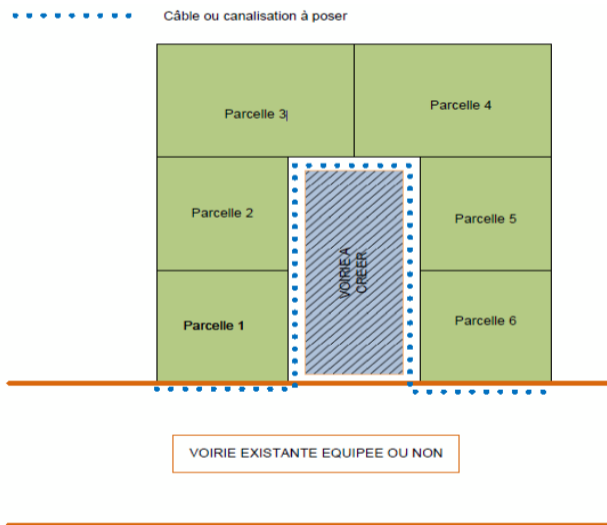 Câble ou canalisation à poser
Parcelle 3
Parcelle 4
Parcelle 2
Parcelle 5
VOIRIE A
CREER
Parcelle 1
Parcelle 6
VOIRIE EXISTANTE EQUIPEE OU NON